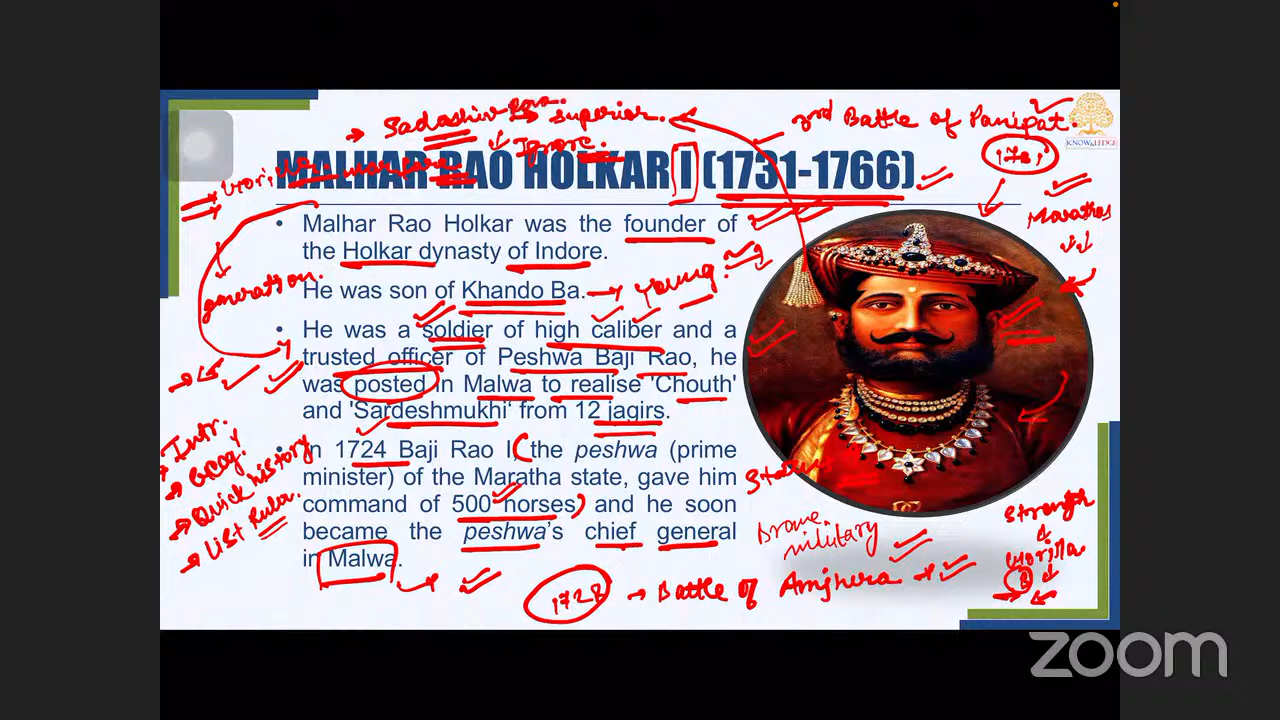 → Sadashiv Rao → Superior.
3rd Battle of Panipat.
KNOWLEDGE
↓ Ignore.
MALHAR RAO HOLKAR I (1731-1766)
→ warfare
Marathas
• Malhar Rao Holkar was the founder of
the Holkar dynasty of Indore.
generation.
He was son of Khando Ba. → young.
• He was a soldier of high caliber and a
trusted officer of Peshwa Baji Rao, he
was posted in Malwa to realise 'Chouth'
and 'Sardeshmukhi' from 12 jagirs.
→ Intr.
→ Geog.
→ Quick history
→ List Ruler.
In 1724 Baji Rao I, the peshwa (prime
minister) of the Maratha state, gave him
command of 500 horses, and he soon
became the peshwa's chief general
in Malwa.
military
Strength
&
1728 → Battle of Amjhera
zoom